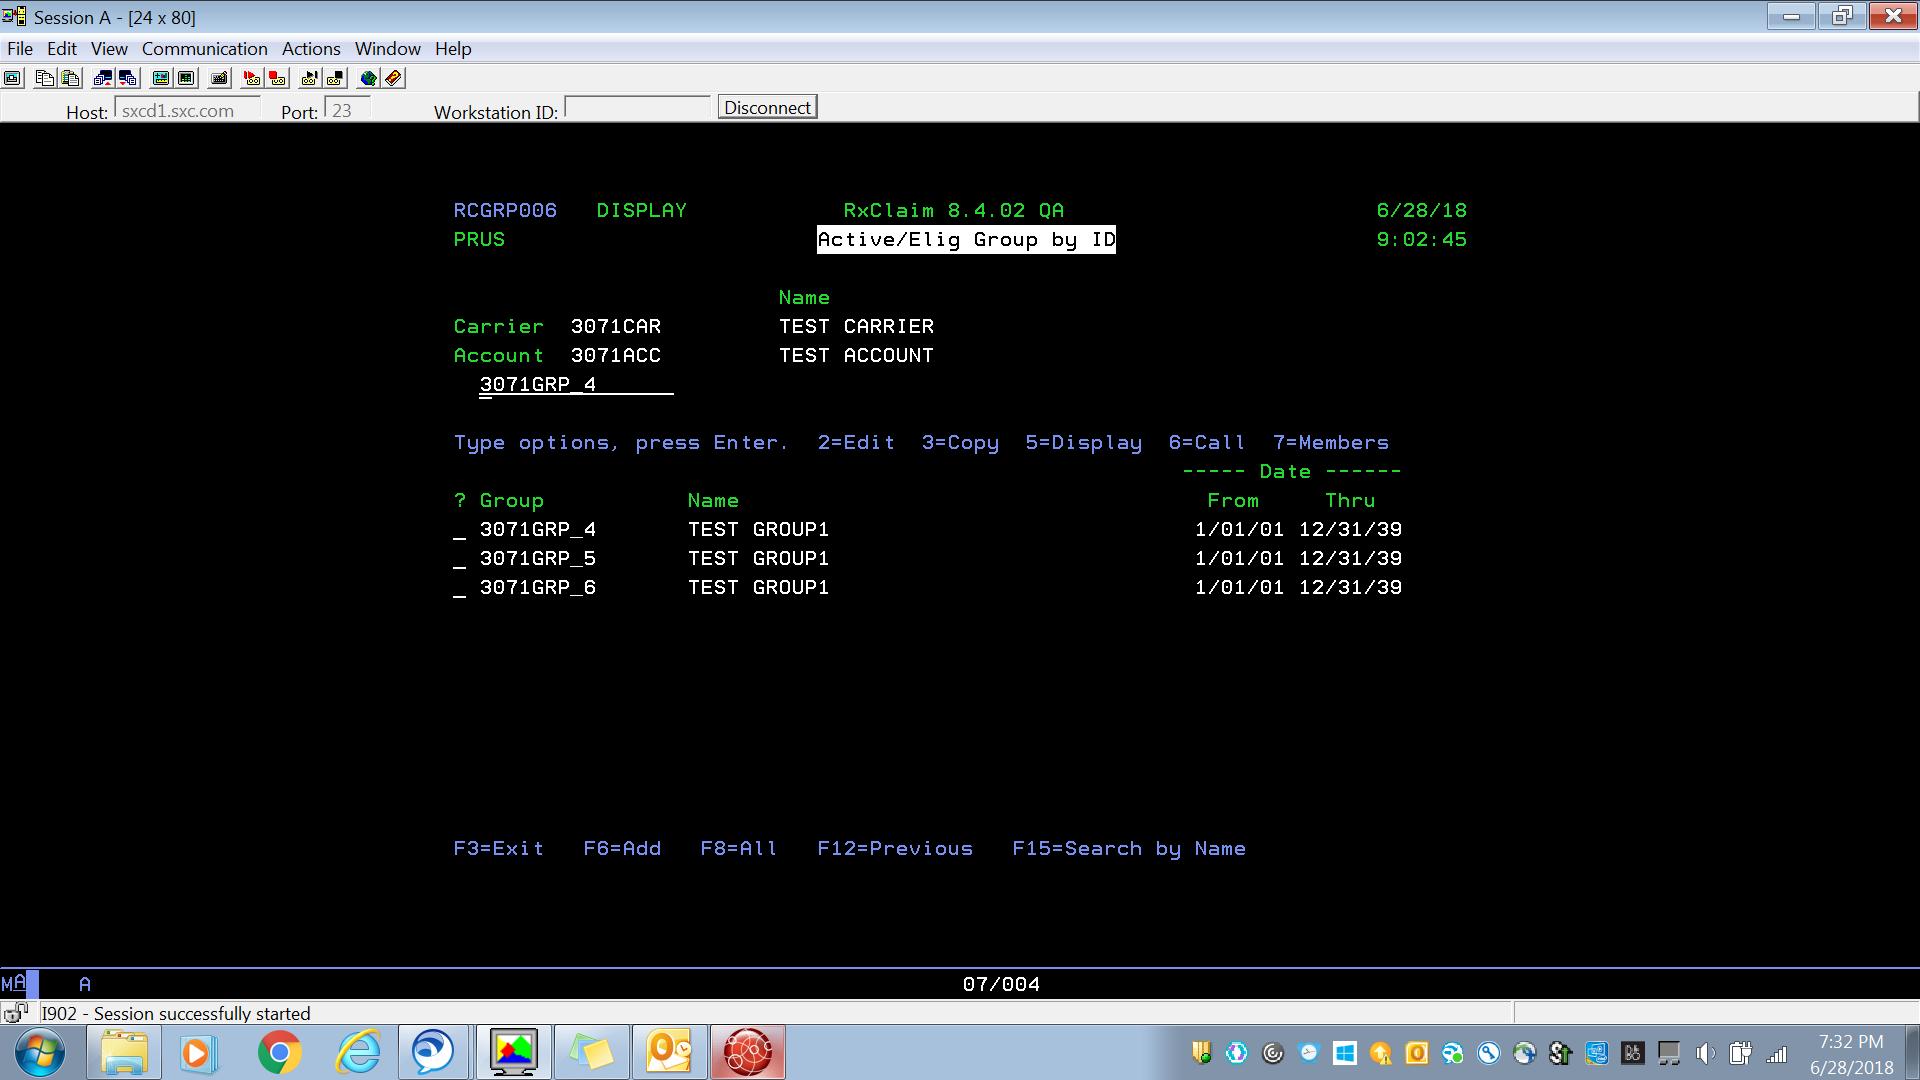 Session A - [24 x 80]
File Edit View Communication Actions Window Help
Host: sxcd1.sxc.com Port: 23 Workstation ID: Disconnect
RCGRP006 DISPLAY RxClaim 8.4.02 QA 6/28/18
PRUS Active/Elig Group by ID 9:02:45
Name
Carrier 3071CAR TEST CARRIER
Account 3071ACC TEST ACCOUNT
3071GRP_4
Type options, press Enter. 2=Edit 3=Copy 5=Display 6=Call 7=Members
----- Date ------
? Group Name From Thru
_ 3071GRP_4 TEST GROUP1 1/01/01 12/31/39
_ 3071GRP_5 TEST GROUP1 1/01/01 12/31/39
_ 3071GRP_6 TEST GROUP1 1/01/01 12/31/39
F3=Exit F6=Add F8=All F12=Previous F15=Search by Name
MA A 07/004
I902 - Session successfully started
7:32 PM
6/28/2018